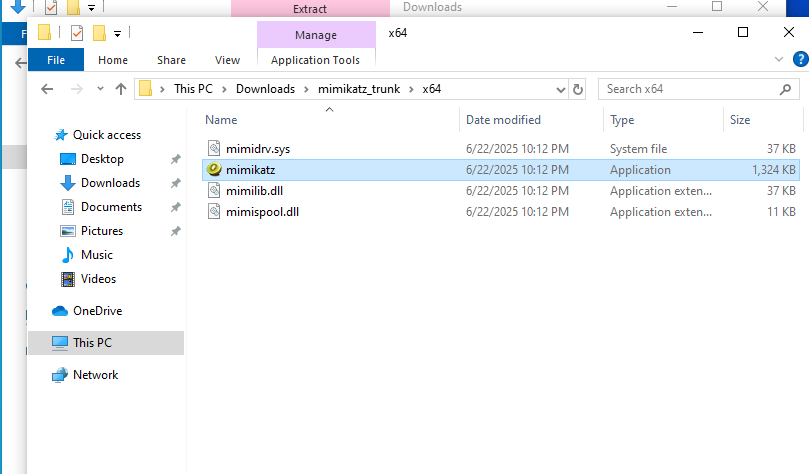 Extract Downloads
Manage x64
File Home Share View Application Tools
This PC Downloads mimikatz_trunk x64 Search x64
Name Date modified Type Size
Quick access
Desktop
Downloads
Documents
Pictures
Music
Videos
OneDrive
This PC
Network
mimidrv.sys 6/22/2025 10:12 PM System file 37 KB
mimikatz 6/22/2025 10:12 PM Application 1,324 KB
mimilib.dll 6/22/2025 10:12 PM Application exten... 37 KB
mimispool.dll 6/22/2025 10:12 PM Application exten... 11 KB